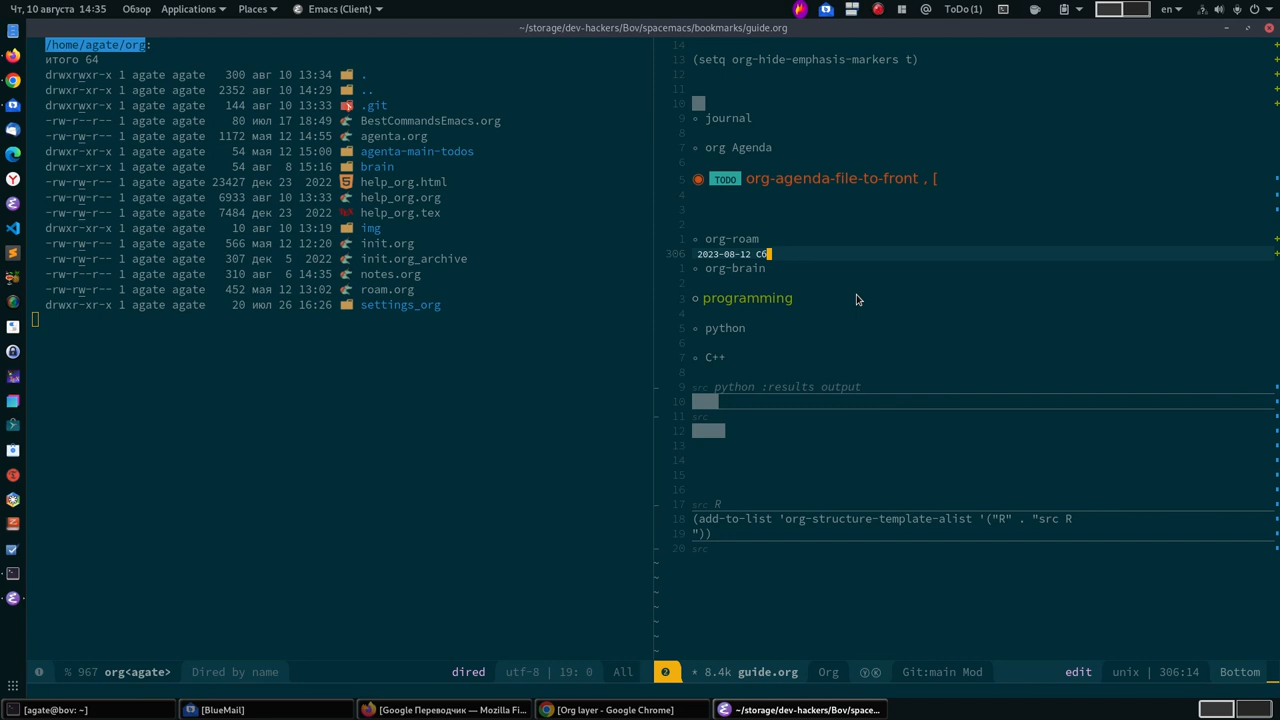 Чт, 10 августа  14:35
Обзор
Applications
Places
Emacs (Client)
ToDo (1)
en
~/storage/dev-hackers/Bov/spacemacs/bookmarks/guide.org
/home/agate/org:
итого 64
drwxrwxr-x 1 agate agate   300 авг 10 13:34 .
drwxrwxr-x 1 agate agate  2352 авг 10 14:29 ..
drwxrwxr-x 1 agate agate   144 авг 10 13:33 .git
-rw-rw-r-- 1 agate agate    80 июл 17 18:49 BestCommandsEmacs.org
-rw-rw-r-- 1 agate agate  1172 мая 12 14:55 agenta.org
drwxrwxr-x 1 agate agate    54 мая 12 15:00 agenta-main-todos
drwxrwxr-x 1 agate agate    54 авг  8 15:16 brain
-rw-rw-r-- 1 agate agate 23427 дек 23  2022 help_org.html
-rw-rw-r-- 1 agate agate  6933 авг 10 13:33 help_org.org
-rw-rw-r-- 1 agate agate  7484 дек 23  2022 help_org.tex
drwxr-xr-x 1 agate agate    10 авг 10 13:19 img
-rw-rw-r-- 1 agate agate   566 мая 12 12:20 init.org
-rw-rw-r-- 1 agate agate   307 дек  5  2022 init.org_archive
-rw-rw-r-- 1 agate agate   310 авг  6 14:35 notes.org
-rw-rw-r-- 1 agate agate   452 мая 12 13:02 roam.org
drwxr-xr-x 1 agate agate    20 июл 26 16:26 settings_org
14
13 (setq org-hide-emphasis-markers t)
12
11
10
9 journal
8
7 org Agenda
6
5 TODO org-agenda-file-to-front , [
4
3
2
1 org-roam
306 2023-08-12 Сб
1 org-brain
2
3 programming
4
5 python
6
7 C++
8
9 src python :results output
10
11 src
12
13
14
15
16
17 src R
18 (add-to-list 'org-structure-template-alist '("R" . "src R
19 "))
20 src
~
~
~
~
~
~
~
% 967 org<agate>
Dired by name
dired
utf-8 | 19: 0
All
2
* 8.4k guide.org
Org
Git:main Mod
edit
unix | 306:14
Bottom
[agate@bov: ~]
[BlueMail]
[Google Переводчик — Mozilla Fi...
[Org layer - Google Chrome]
~/storage/dev-hackers/Bov/space...